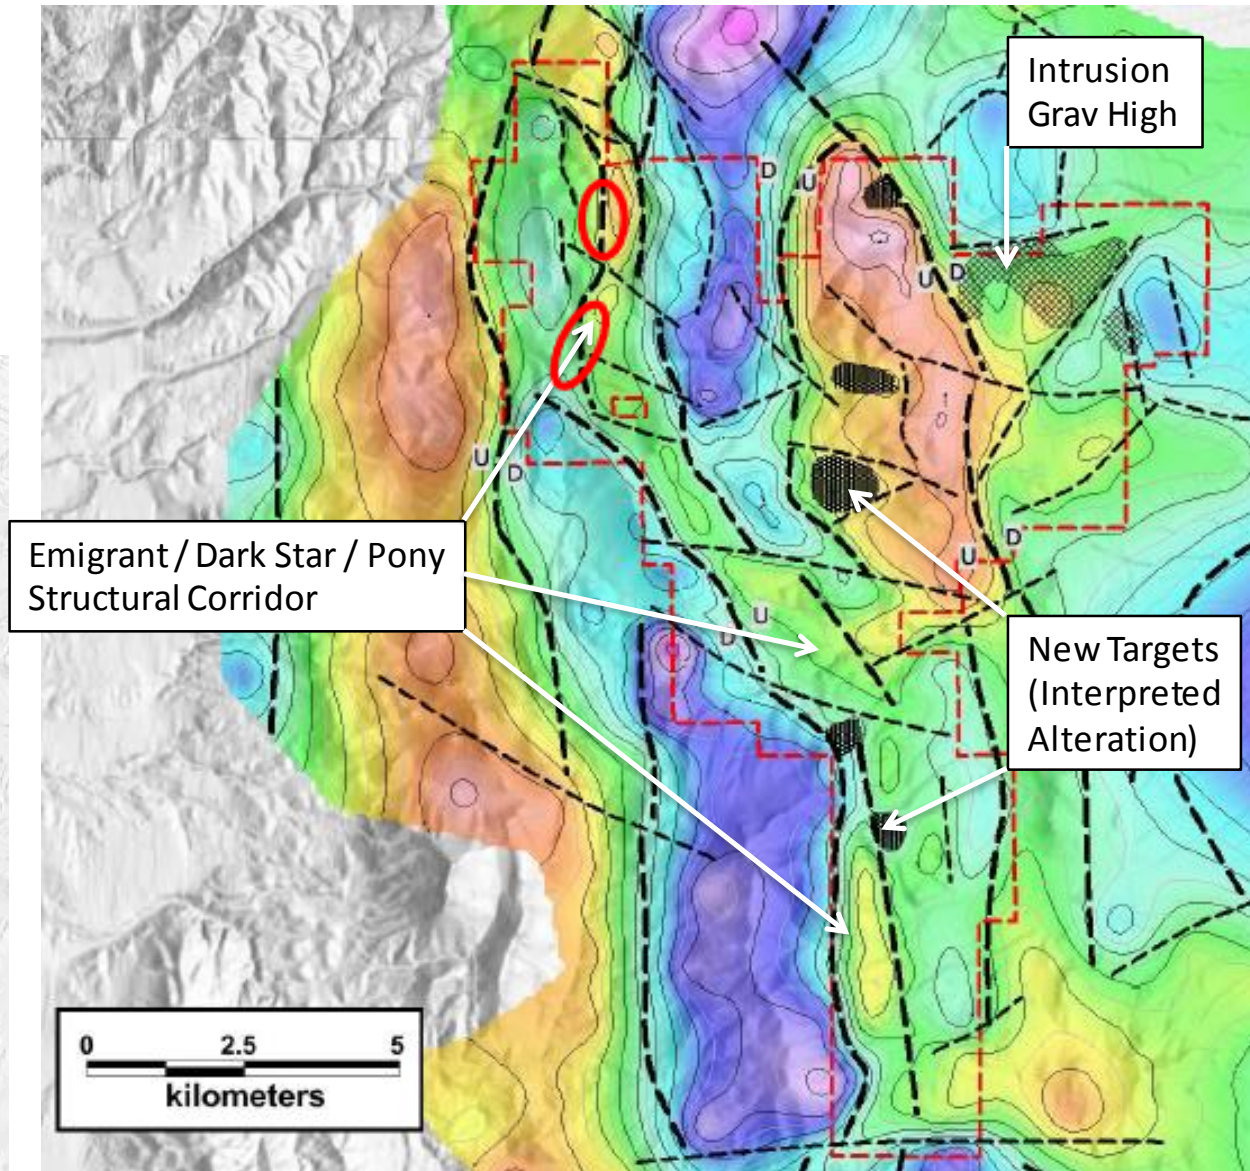 Intrusion
Grav High
D
U
U
D
U
D
D
U
Emigrant / Dark Star / Pony
Structural Corridor
U
D
New Targets
(Interpreted
Alteration)
0 2.5 5
kilometers